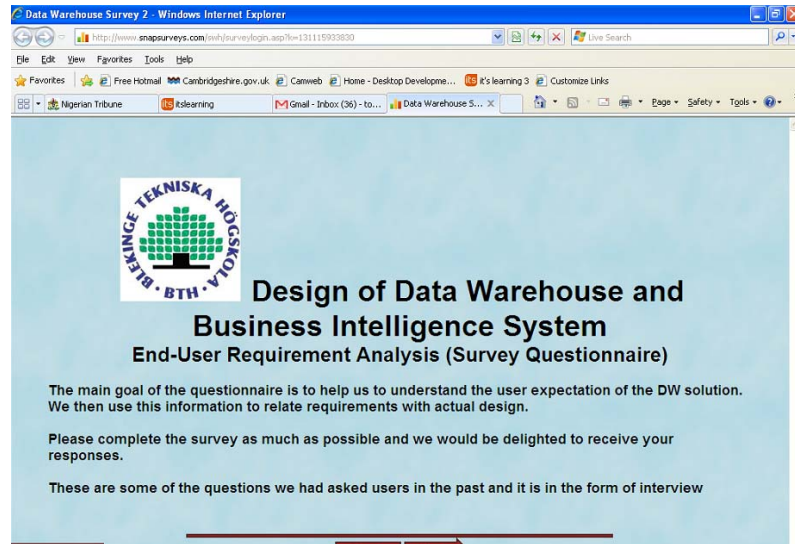 Data Warehouse Survey 2 - Windows Internet Explorer
http://www.snapsurveys.com/swh/surveylogin.asp?k=131115933830
Live Search
File Edit View Favorites Tools Help
Favorites Free Hotmail Cambridgeshire.gov.uk Camweb Home - Desktop Developme... it's learning 3 Customize Links
Nigerian Tribune itslearning Gmail - Inbox (36) - to... Data Warehouse S... Page Safety Tools
BLEKINGE TEKNISKA HÖGSKOLA
BTH
Design of Data Warehouse and
Business Intelligence System
End-User Requirement Analysis (Survey Questionnaire)
The main goal of the questionnaire is to help us to understand the user expectation of the DW solution.
We then use this information to relate requirements with actual design.
Please complete the survey as much as possible and we would be delighted to receive your
responses.
These are some of the questions we had asked users in the past and it is in the form of interview